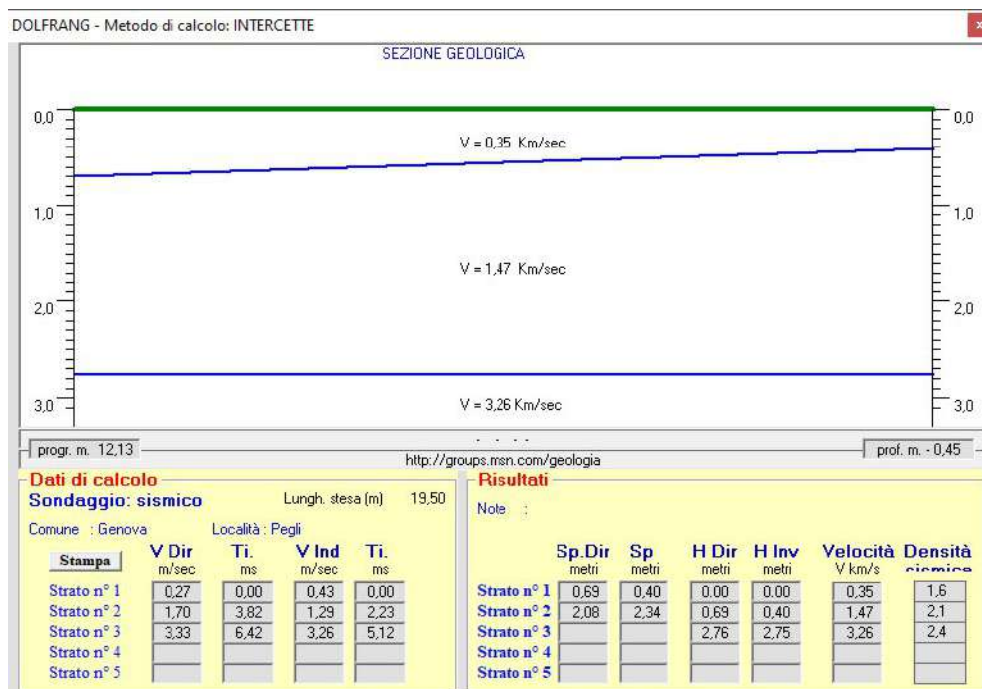 DOLFRANG - Metodo di calcolo: INTERCETTE
SEZIONE GEOLOGICA
0,0 0,0
V = 0,35 Km/sec
1,0 1,0
V = 1,47 Km/sec
2,0 2,0
3,0 V = 3,26 Km/sec 3,0
progr. m. 12,13 prof. m. - 0,45
http://groups.msn.com/geologia
Dati di calcolo
Sondaggio: sismico Lungh. stesa (m) 19,50
Comune : Genova Località : Pegli
Stampa V Dir Ti. V Ind Ti.
m/sec ms m/sec ms
Strato n° 1 0,27 0,00 0,43 0,00
Strato n° 2 1,70 3,82 1,29 2,23
Strato n° 3 3,33 6,42 3,26 5,12
Strato n° 4
Strato n° 5
Risultati
Note :
Sp.Dir Sp H Dir H Inv Velocità Densità
metri metri metri metri V km/s sismica
Strato n° 1 0,69 0,40 0.00 0.00 0,35 1,6
Strato n° 2 2,08 2,34 0,69 0,40 1,47 2,1
Strato n° 3 2,76 2,75 3,26 2,4
Strato n° 4
Strato n° 5